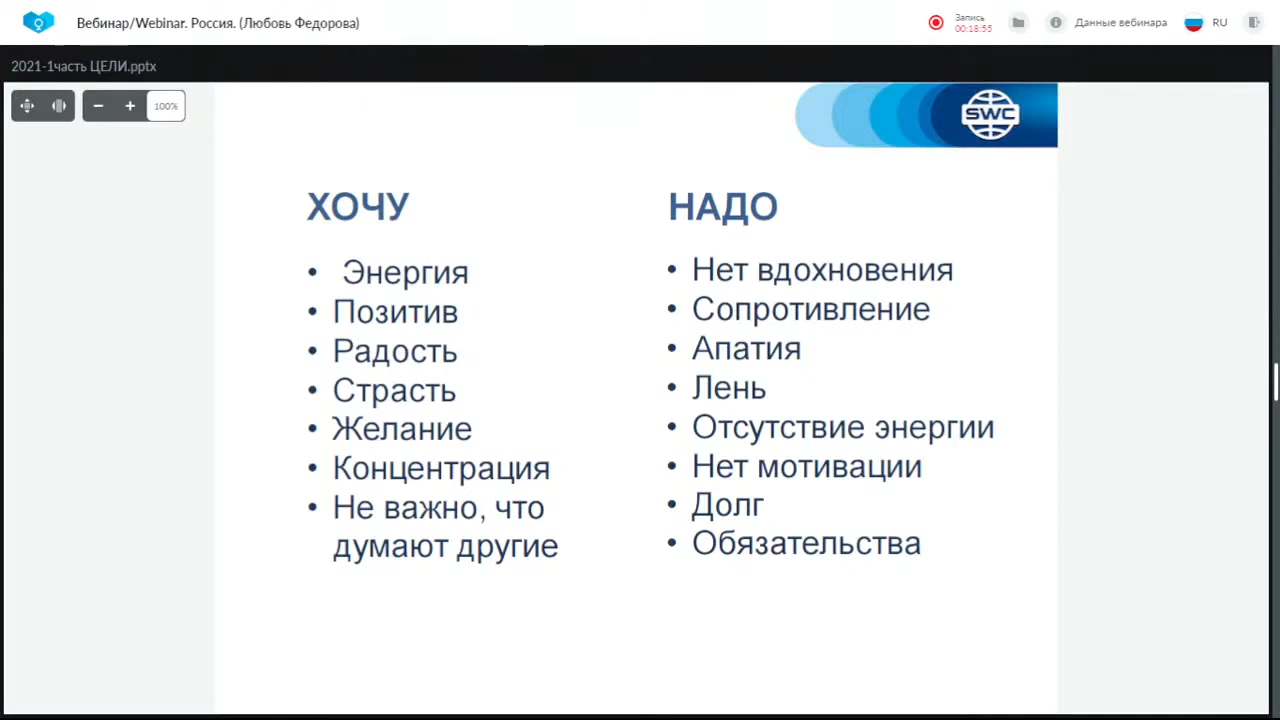 Вебинар/Webinar. Россия. (Любовь Федорова)
Запись
00:18:55
Данные вебинара
RU
2021-1часть ЦЕЛИ.pptx
100%
SWC
ХОЧУ
• Энергия
• Позитив
• Радость
• Страсть
• Желание
• Концентрация
• Не важно, что
думают другие
НАДО
• Нет вдохновения
• Сопротивление
• Апатия
• Лень
• Отсутствие энергии
• Нет мотивации
• Долг
• Обязательства